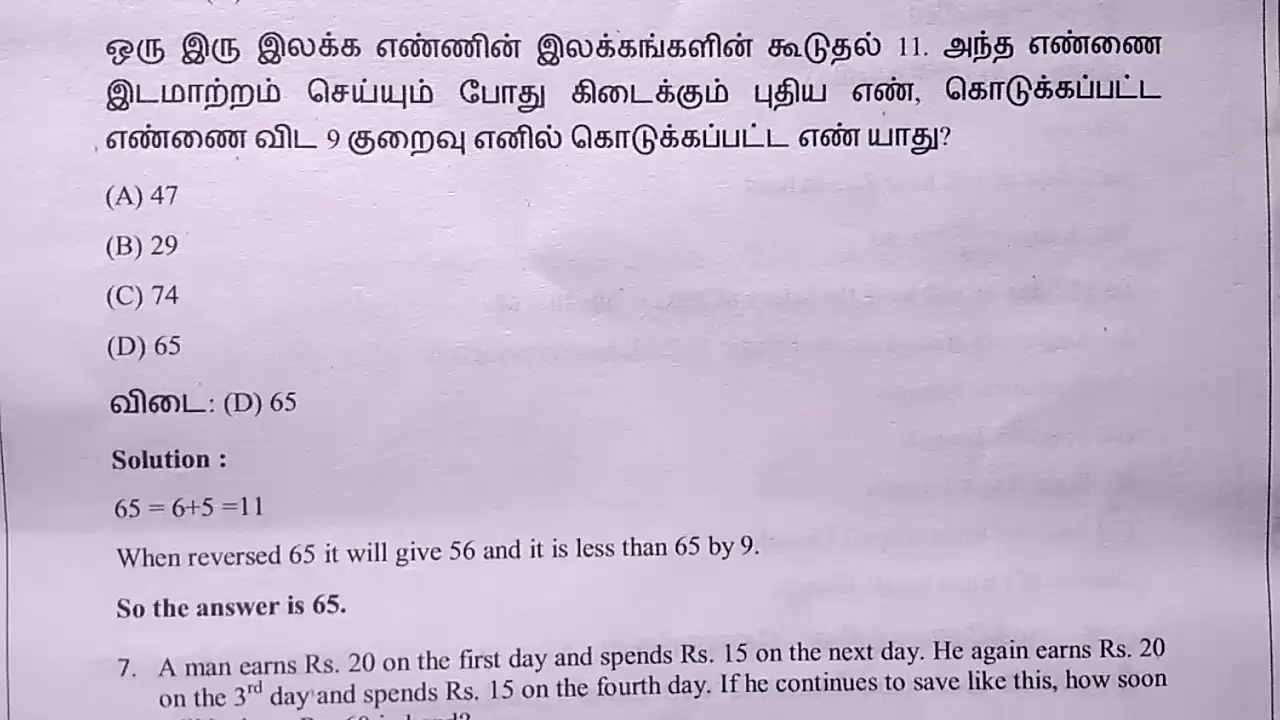 ஒரு இரு இலக்க எண்ணின் இலக்கங்களின் கூடுதல் 11. அந்த எண்ணை
இடமாற்றம் செய்யும் போது கிடைக்கும் புதிய எண், கொடுக்கப்பட்ட
எண்ணை விட 9 குறைவு எனில் கொடுக்கப்பட்ட எண் யாது?
(A) 47
(B) 29
(C) 74
(D) 65
விடை: (D) 65
Solution :
65 = 6+5 =11
When reversed 65 it will give 56 and it is less than 65 by 9.
So the answer is 65.
7. A man earns Rs. 20 on the first day and spends Rs. 15 on the next day. He again earns Rs. 20
on the 3rd day and spends Rs. 15 on the fourth day. If he continues to save like this, how soon